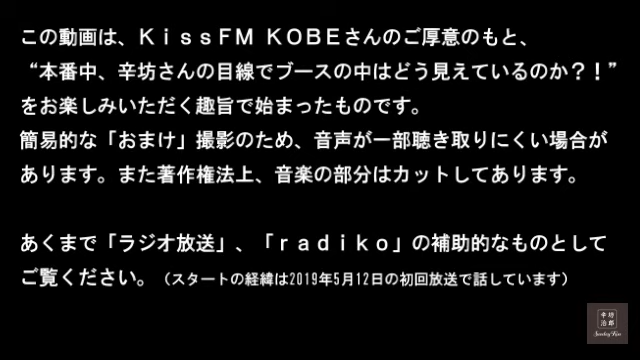 この動画は、ＫｉｓｓＦＭ ＫＯＢＥさんのご厚意のもと、
“本番中、辛坊さんの目線でブースの中はどう見えているのか？！”
をお楽しみいただく趣旨で始まったものです。
簡易的な「おまけ」撮影のため、音声が一部聴き取りにくい場合が
あります。また著作権法上、音楽の部分はカットしてあります。
あくまで「ラジオ放送」、「ｒａｄｉｋｏ」の補助的なものとして
ご覧ください。（スタートの経緯は2019年5月12日の初回放送で話しています）
辛坊
治郎
Sunday Kiss